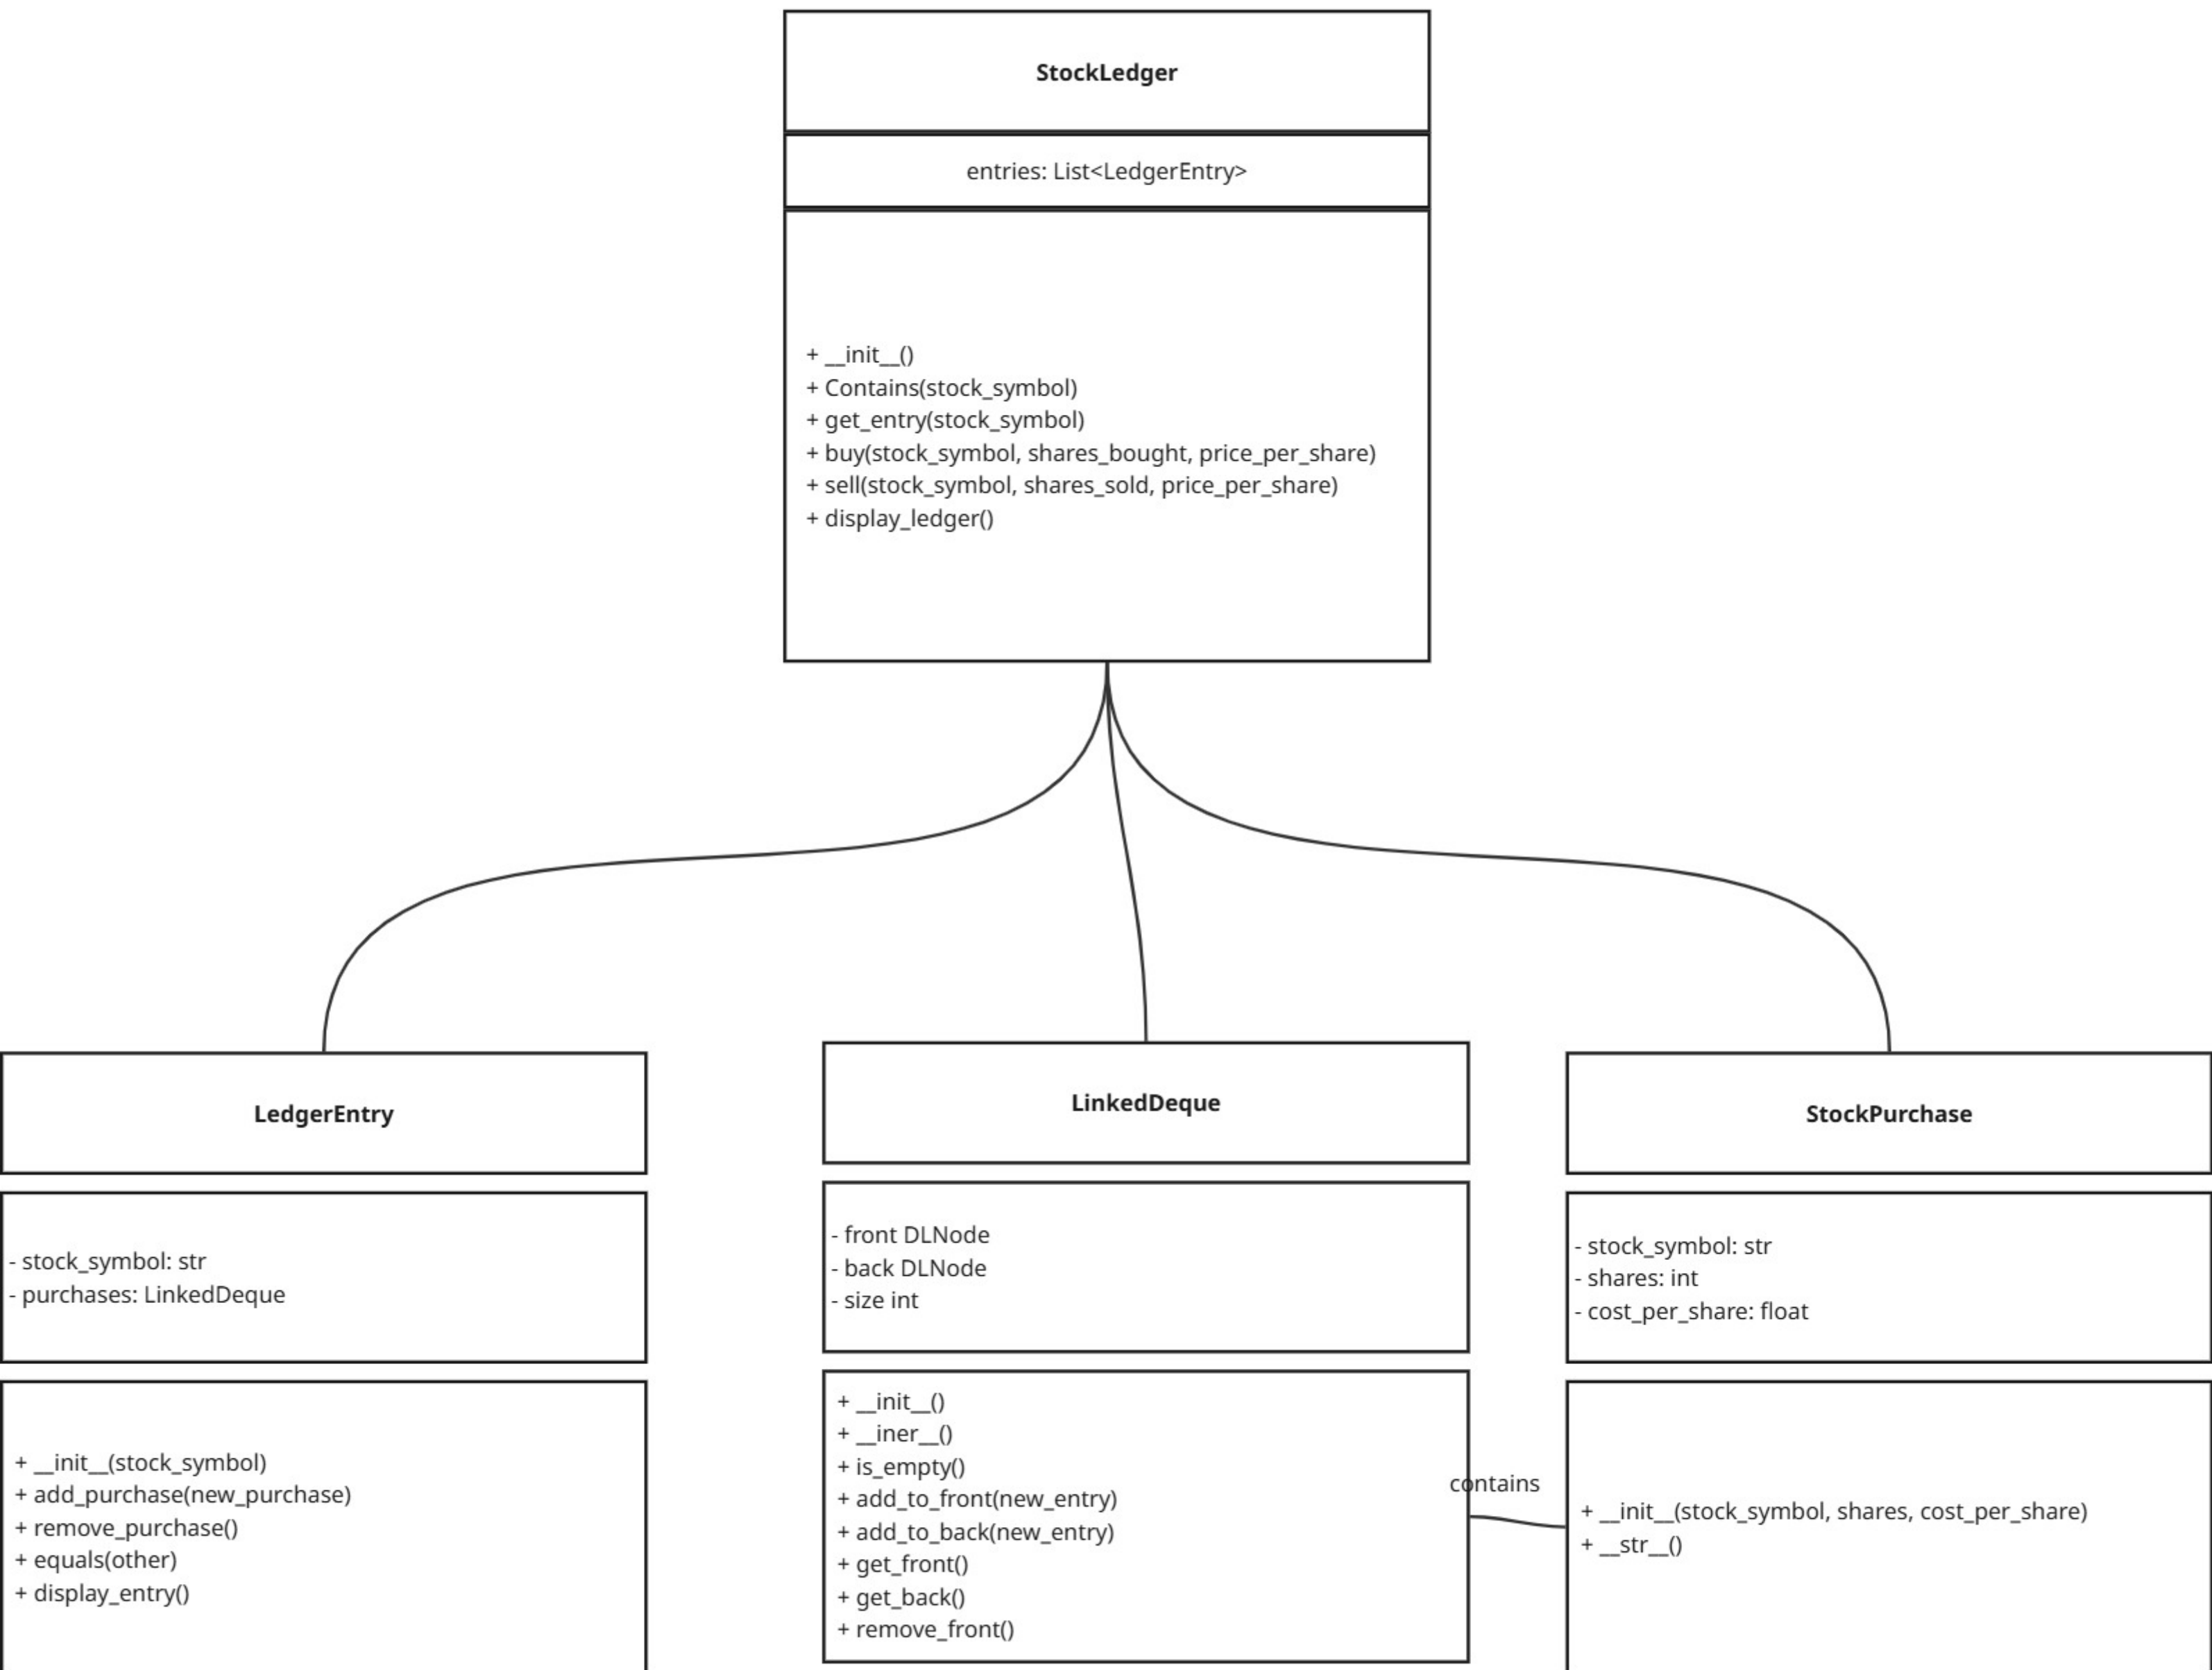 StockLedger
entries: List<LedgerEntry>
+ __init__()
+ Contains(stock_symbol)
+ get_entry(stock_symbol)
+ buy(stock_symbol, shares_bought, price_per_share)
+ sell(stock_symbol, shares_sold, price_per_share)
+ display_ledger()
LedgerEntry
- stock_symbol: str
- purchases: LinkedDeque
+ __init__(stock_symbol)
+ add_purchase(new_purchase)
+ remove_purchase()
+ equals(other)
+ display_entry()
LinkedDeque
- front DLNode
- back DLNode
- size int
+ __init__()
+ __iner__()
+ is_empty()
+ add_to_front(new_entry)
+ add_to_back(new_entry)
+ get_front()
+ get_back()
+ remove_front()
contains
StockPurchase
- stock_symbol: str
- shares: int
- cost_per_share: float
+ __init__(stock_symbol, shares, cost_per_share)
+ __str__()